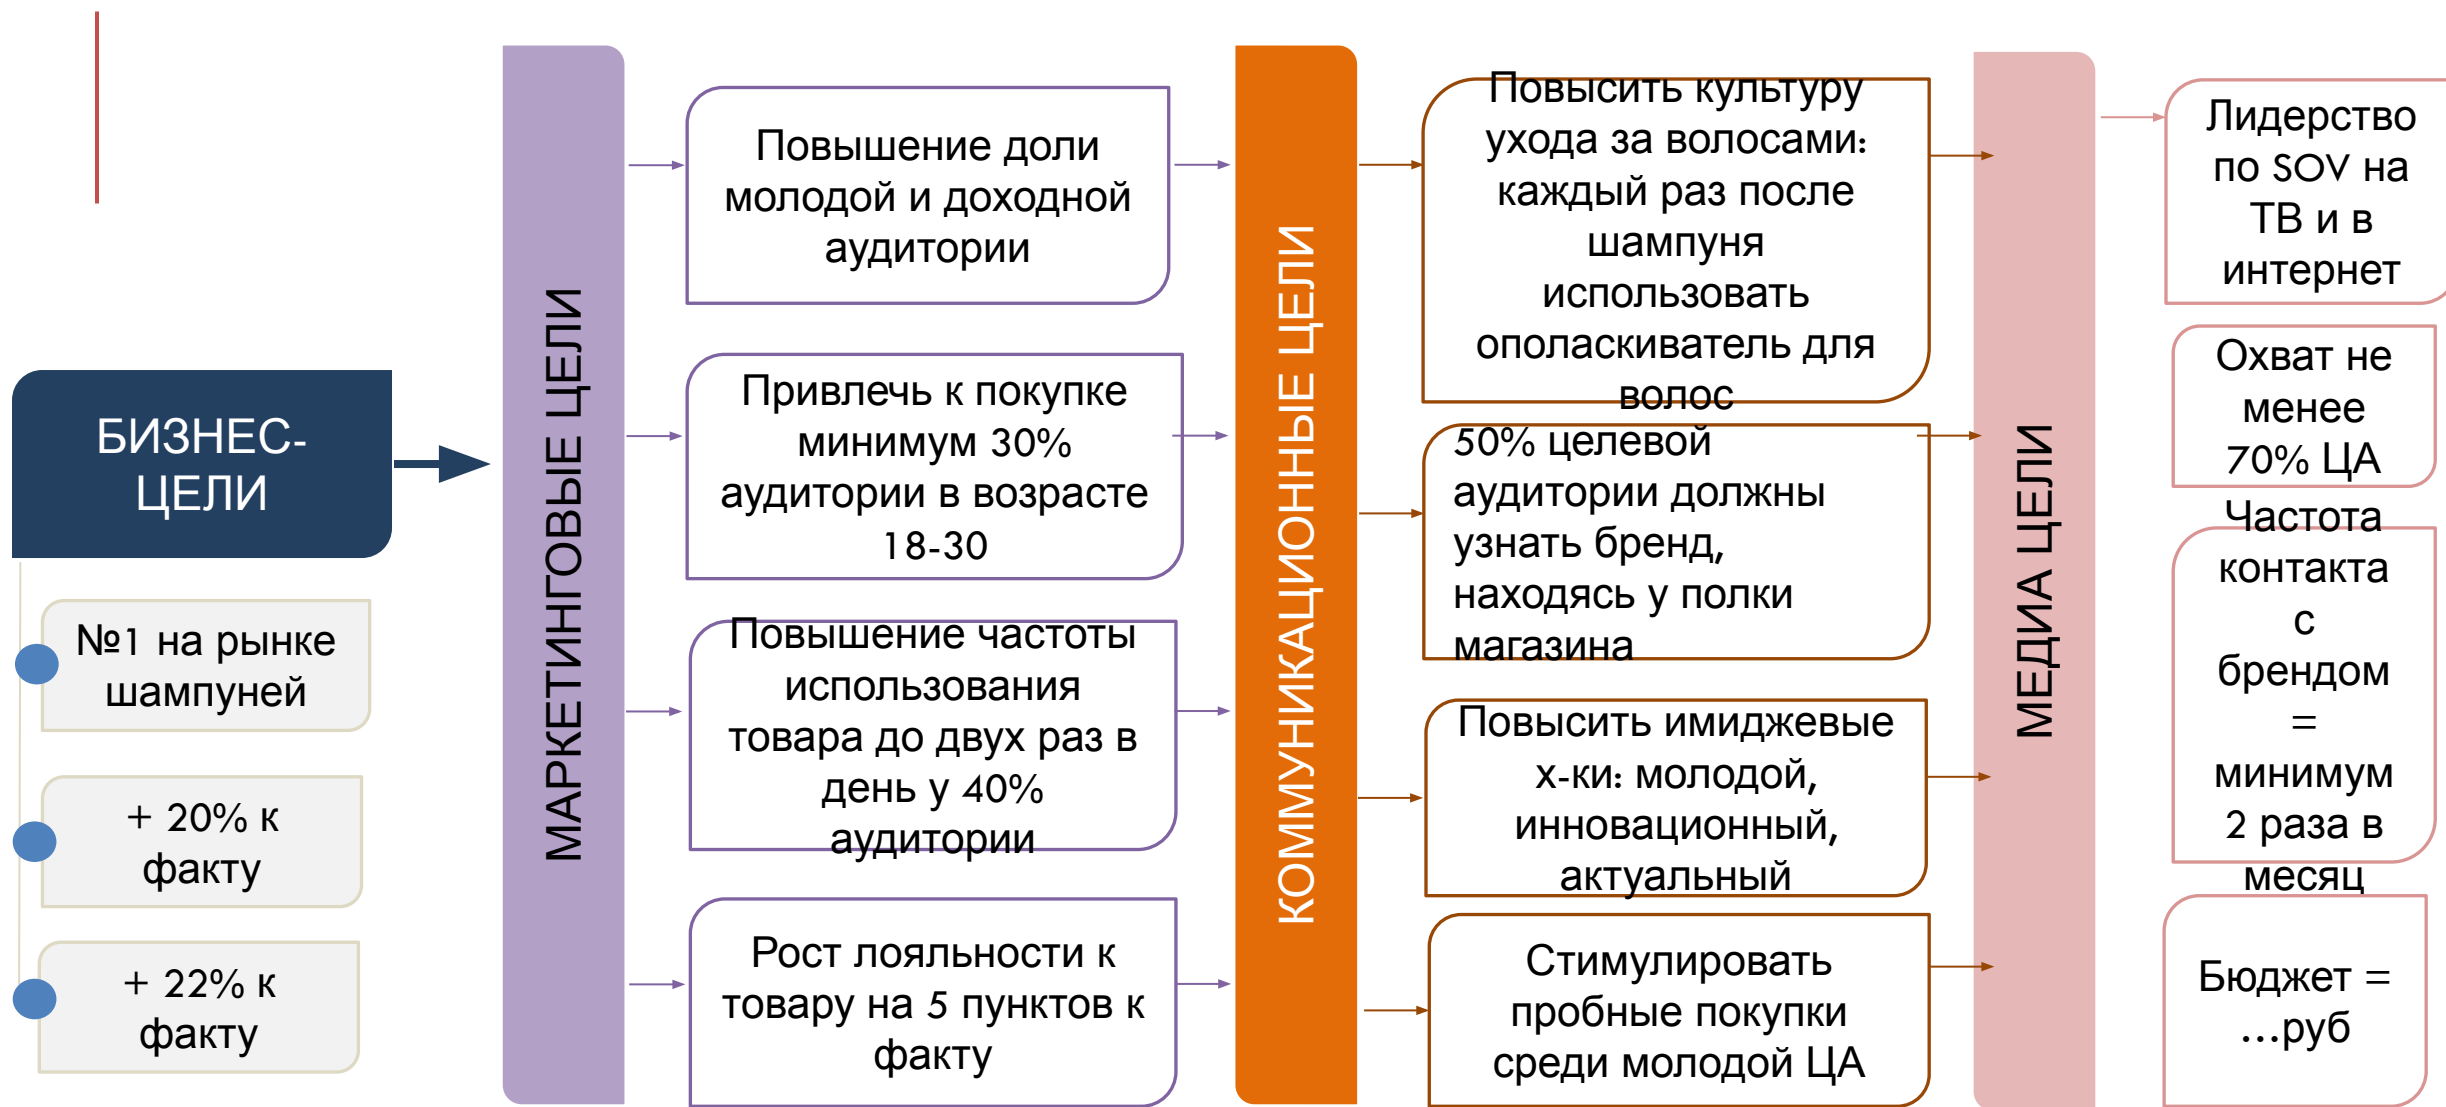 БИЗНЕС-
ЦЕЛИ
№1 на рынке
шампуней
+ 20% к
факту
+ 22% к
факту
МАРКЕТИНГОВЫЕ ЦЕЛИ
Повышение доли
молодой и доходной
аудитории
Привлечь к покупке
минимум 30%
аудитории в возрасте
18-30
Повышение частоты
использования
товара до двух раз в
день у 40%
аудитории
Рост лояльности к
товару на 5 пунктов к
факту
КОММУНИКАЦИОННЫЕ ЦЕЛИ
Повысить культуру
ухода за волосами:
каждый раз после
шампуня
использовать
ополаскиватель для
волос
50% целевой
аудитории должны
узнать бренд,
находясь у полки
магазина
Повысить имиджевые
х-ки: молодой,
инновационный,
актуальный
Стимулировать
пробные покупки
среди молодой ЦА
МЕДИА ЦЕЛИ
Лидерство
по SOV на
ТВ и в
интернет
Охват не
менее
70% ЦА
Частота
контакта
с
брендом
=
минимум
2 раза в
месяц
Бюджет =
...руб